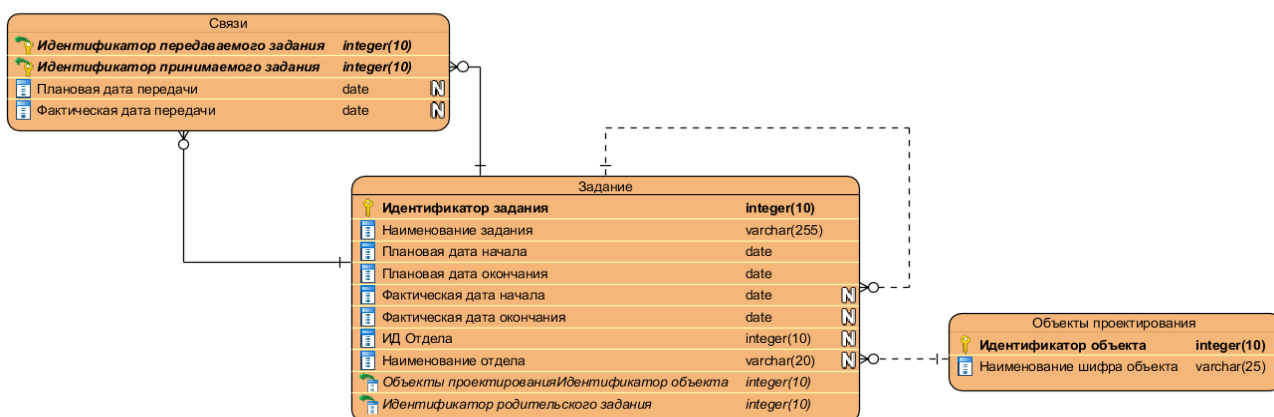 Связи
Идентификатор передаваемого задания integer(10)
Идентификатор принимаемого задания integer(10)
Плановая дата передачи date N
Фактическая дата передачи date N
Задание
Идентификатор задания integer(10)
Наименование задания varchar(255)
Плановая дата начала date
Плановая дата окончания date
Фактическая дата начала date N
Фактическая дата окончания date N
ИД Отдела integer(10) N
Наименование отдела varchar(20) N
Объекты проектированияИдентификатор объекта integer(10)
Идентификатор родительского задания integer(10)
Объекты проектирования
Идентификатор объекта integer(10)
Наименование шифра объекта varchar(25)